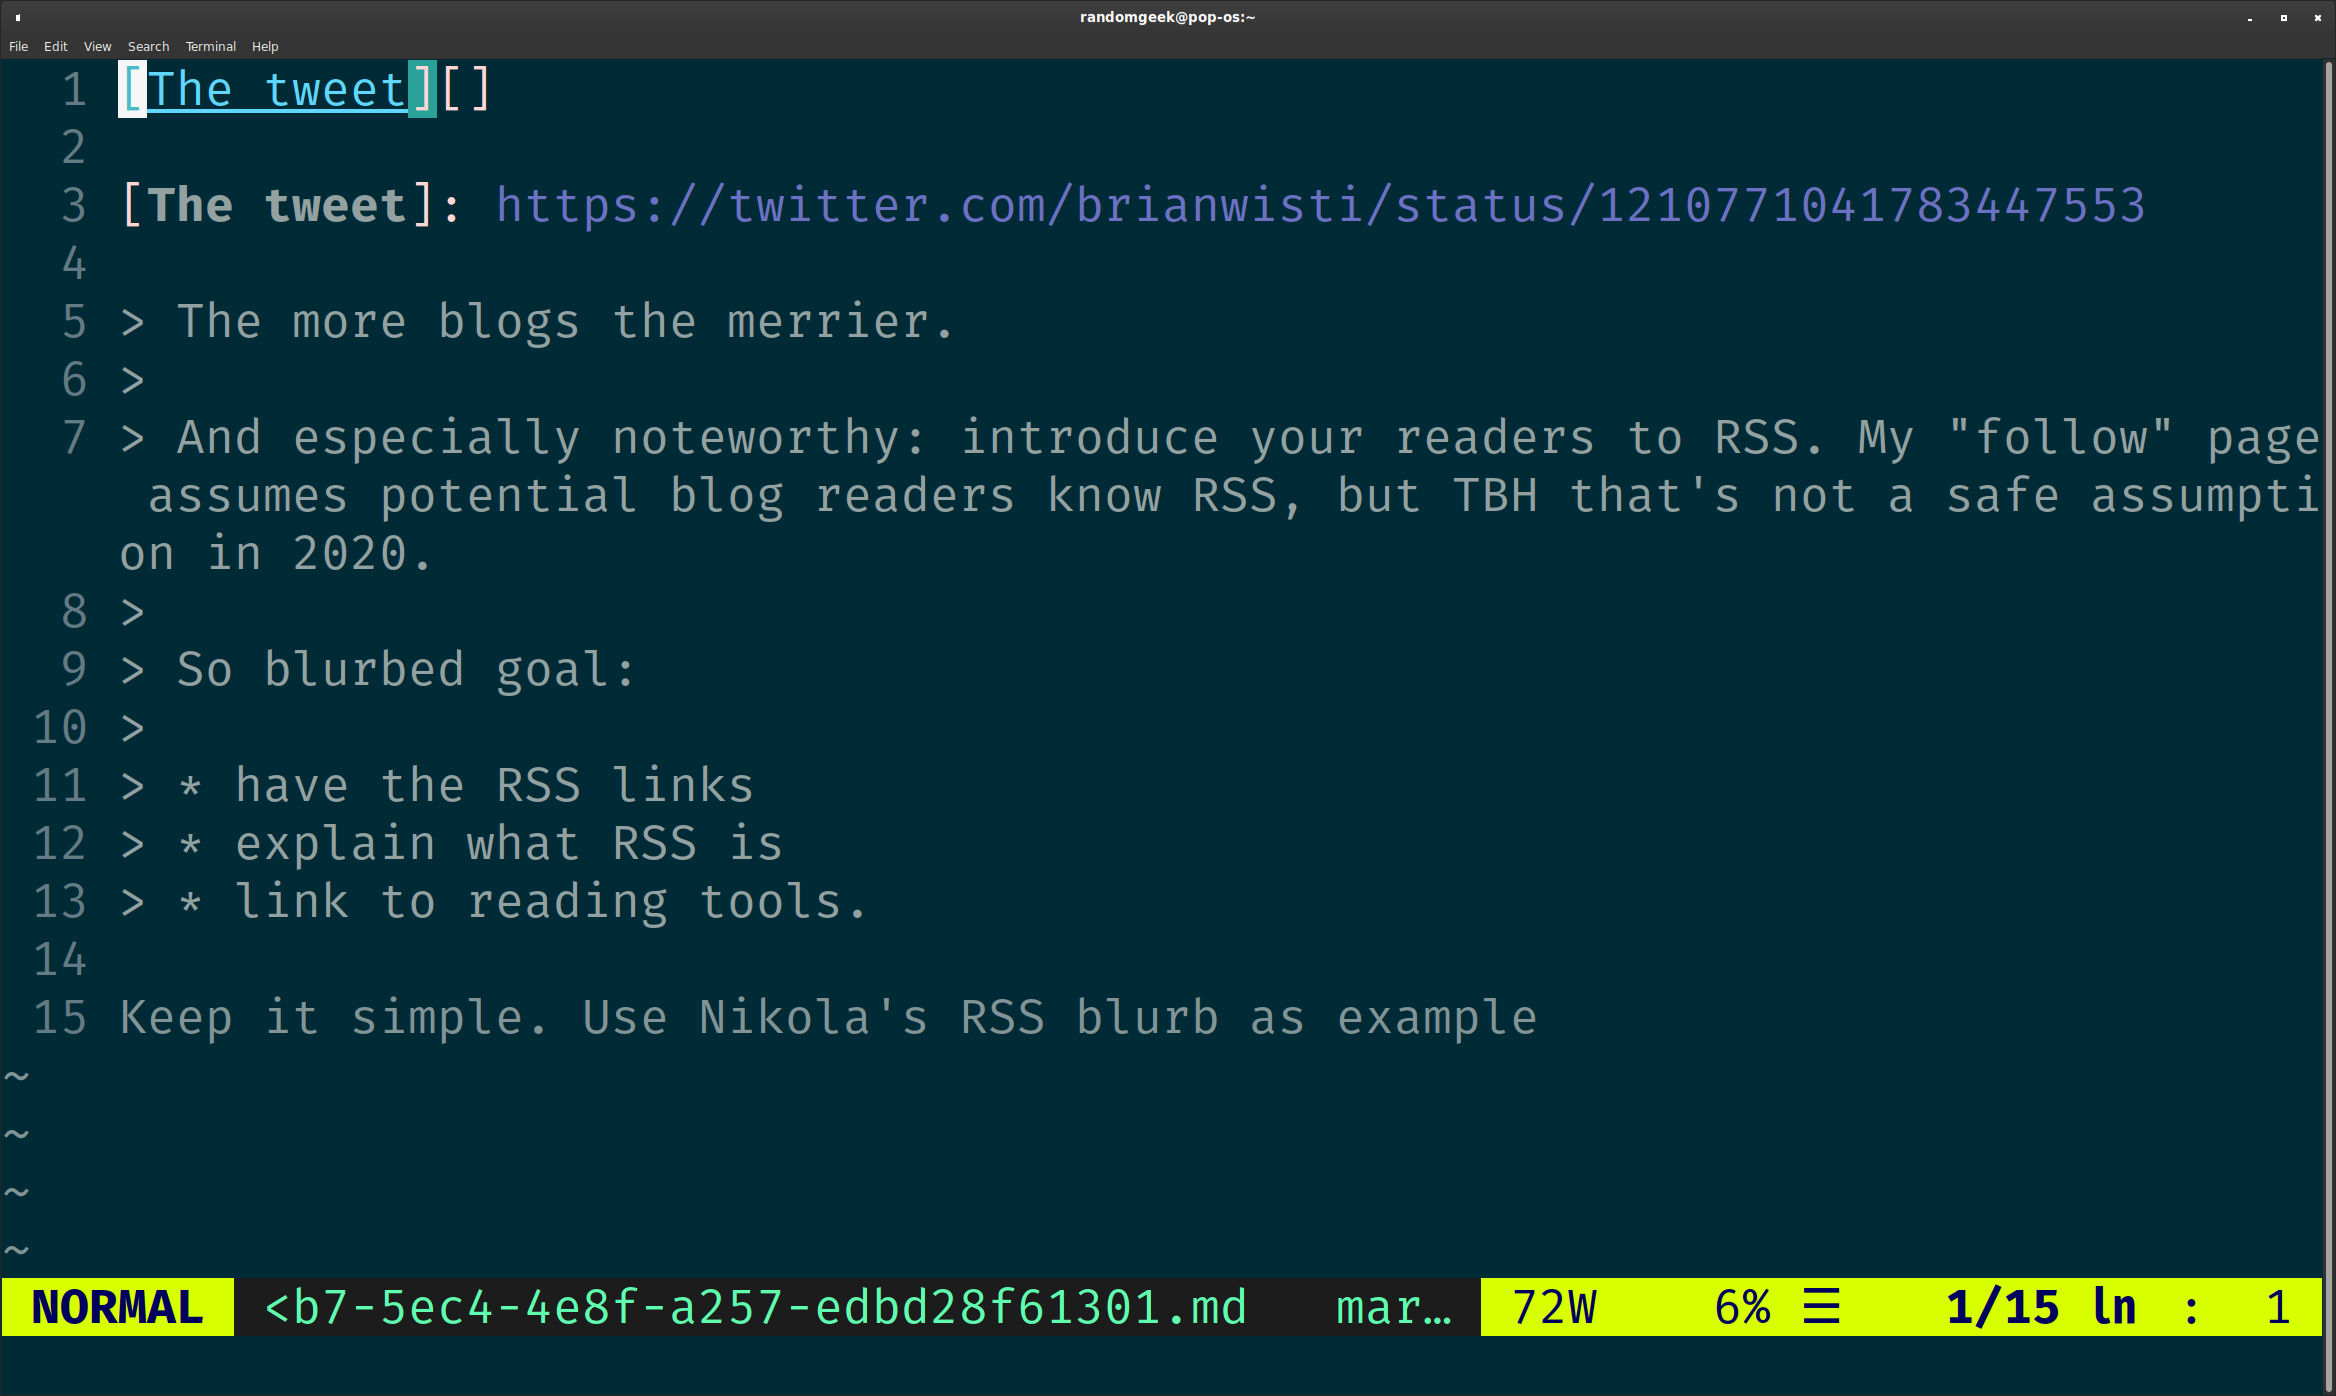 randomgeek@pop-os:~
File Edit View Search Terminal Help
1 [The tweet][]
2
3 [The tweet]: https://twitter.com/brianwisti/status/1210771041783447553
4
5 > The more blogs the merrier.
6 >
7 > And especially noteworthy: introduce your readers to RSS. My "follow" page
assumes potential blog readers know RSS, but TBH that's not a safe assumpti
on in 2020.
8 >
9 > So blurbed goal:
10 >
11 > * have the RSS links
12 > * explain what RSS is
13 > * link to reading tools.
14
15 Keep it simple. Use Nikola's RSS blurb as example
~
~
~
~
NORMAL <b7-5ec4-4e8f-a257-edbd28f61301.md mar… 72W 6% ☰ 1/15 ln : 1